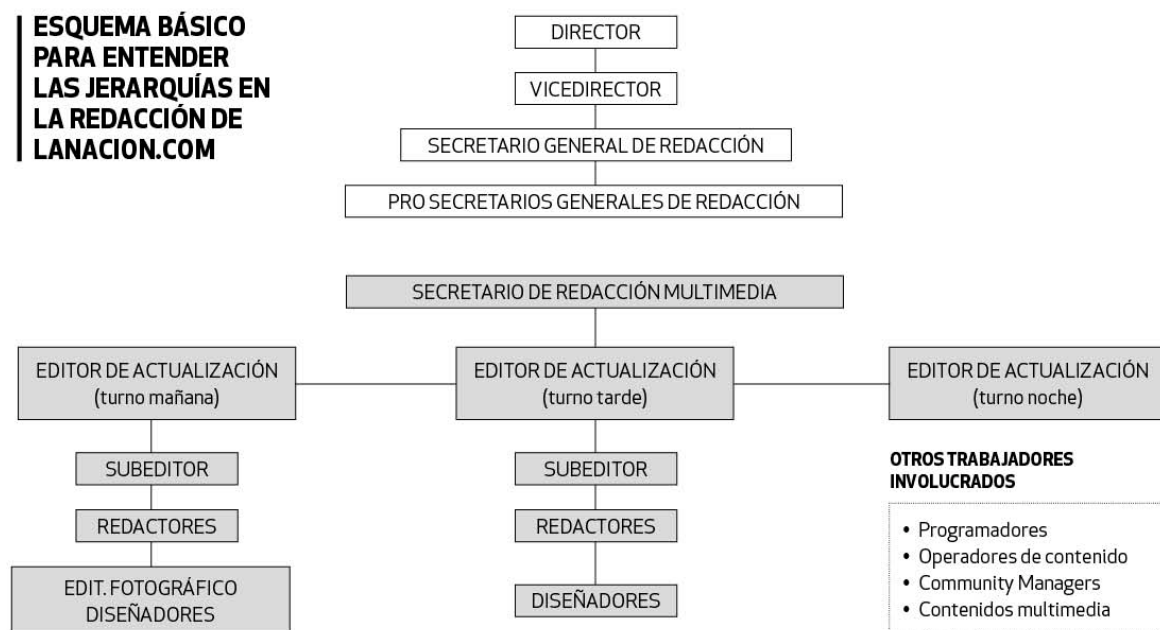 ESQUEMA BÁSICO
PARA ENTENDER
LAS JERARQUÍAS EN
LA REDACCIÓN DE
LANACION.COM
DIRECTOR
VICEDIRECTOR
SECRETARIO GENERAL DE REDACCIÓN
PRO SECRETARIOS GENERALES DE REDACCIÓN
SECRETARIO DE REDACCIÓN MULTIMEDIA
EDITOR DE ACTUALIZACIÓN
(turno mañana)
EDITOR DE ACTUALIZACIÓN
(turno tarde)
EDITOR DE ACTUALIZACIÓN
(turno noche)
SUBEDITOR
REDACTORES
EDIT. FOTOGRÁFICO
DISEÑADORES
SUBEDITOR
REDACTORES
DISEÑADORES
OTROS TRABAJADORES
INVOLUCRADOS
• Programadores
• Operadores de contenido
• Community Managers
• Contenidos multimedia